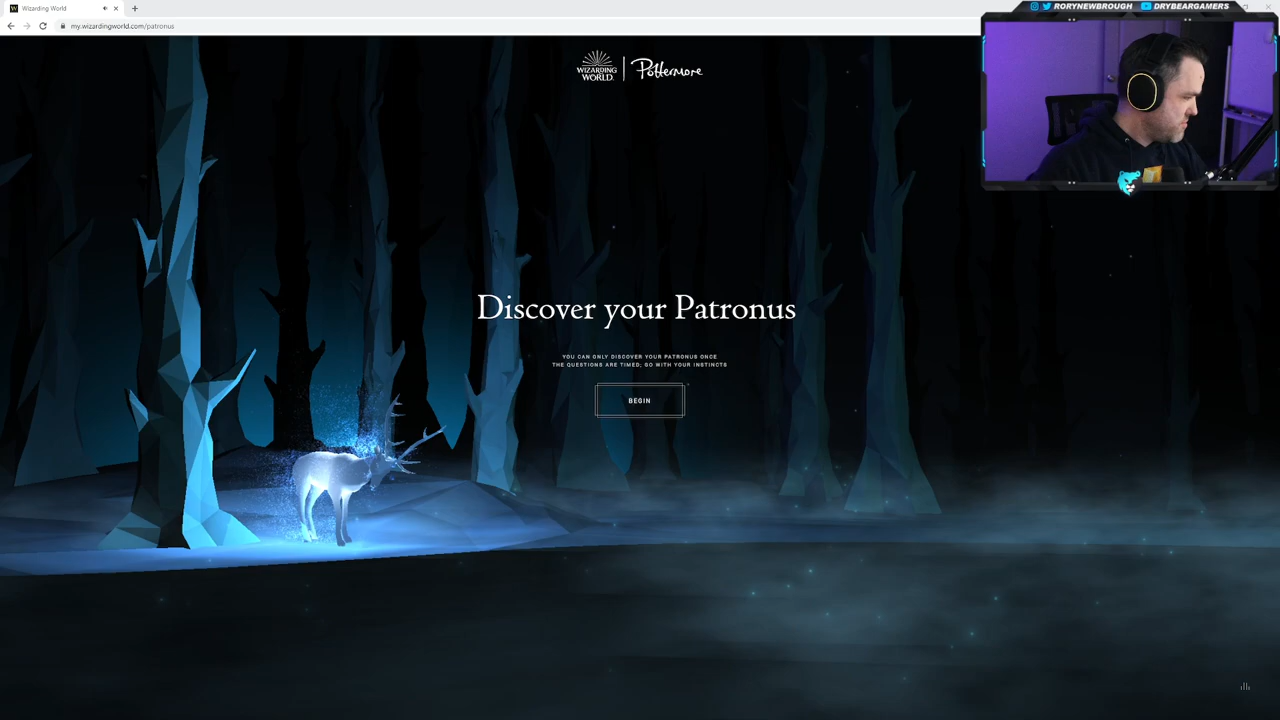 Wizarding World
RORYNEWBROUGH DRYBEARGAMERS
my.wizardingworld.com/patronus
WIZARDING
WORLD
Pottermore
Discover your Patronus
YOU CAN ONLY DISCOVER YOUR PATRONUS ONCE
THE QUESTIONS ARE TIMED; GO WITH YOUR INSTINCTS
BEGIN